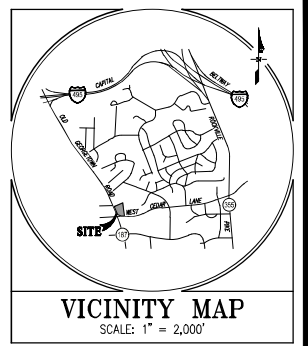 CAPITAL
BELTWAY
495
495
OLD
GEORGETOWN
ROAD
ROCKVILLE
PIKE
WEST CEDAR LANE
355
SITE
187
VICINITY MAP
SCALE: 1" = 2,000'